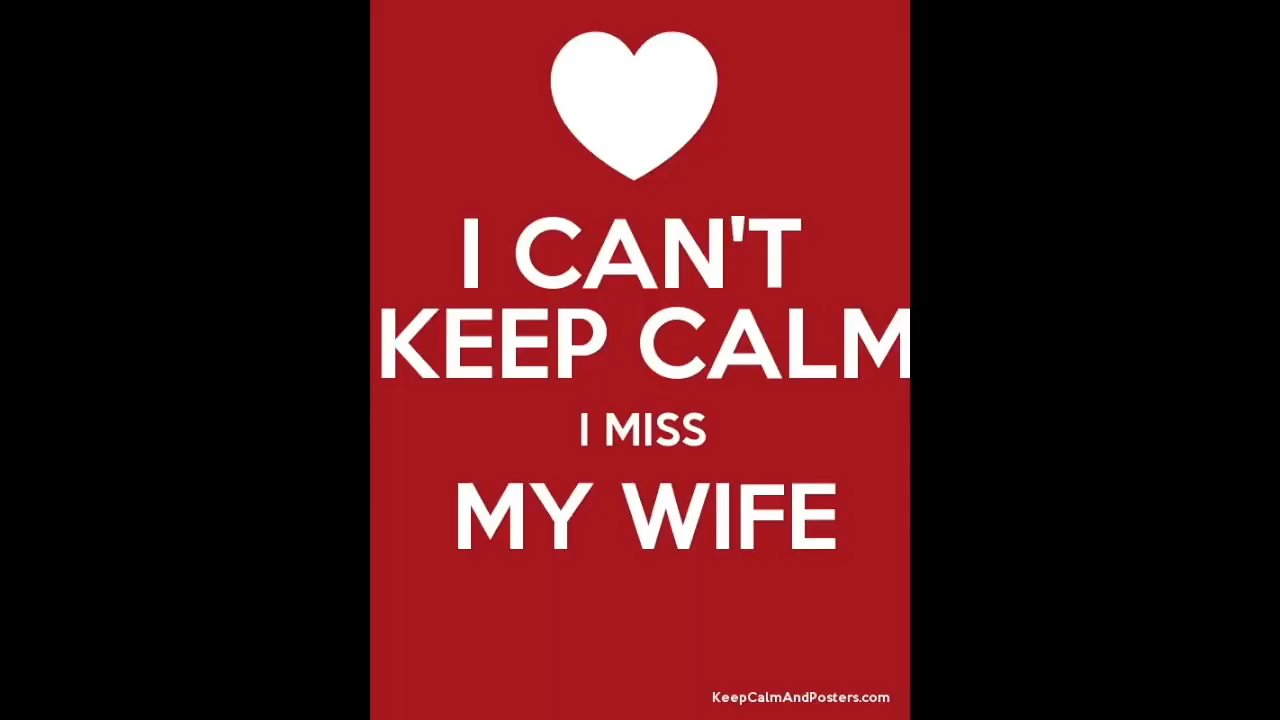 I CAN'T
KEEP CALM
I MISS
MY WIFE
KeepCalmAndPosters.com